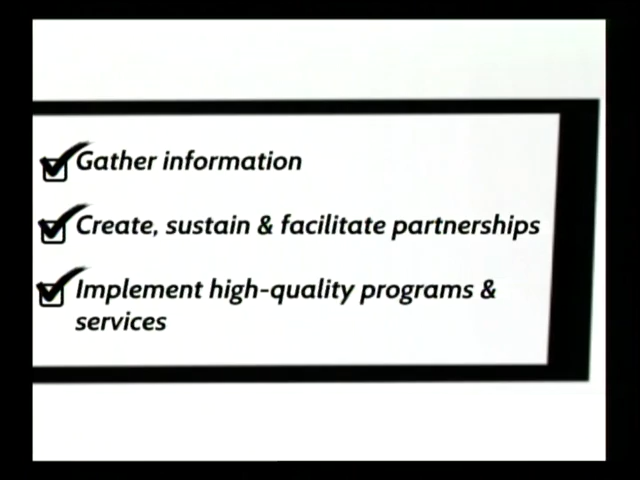 Gather information
Create, sustain & facilitate partnerships
Implement high-quality programs &
services